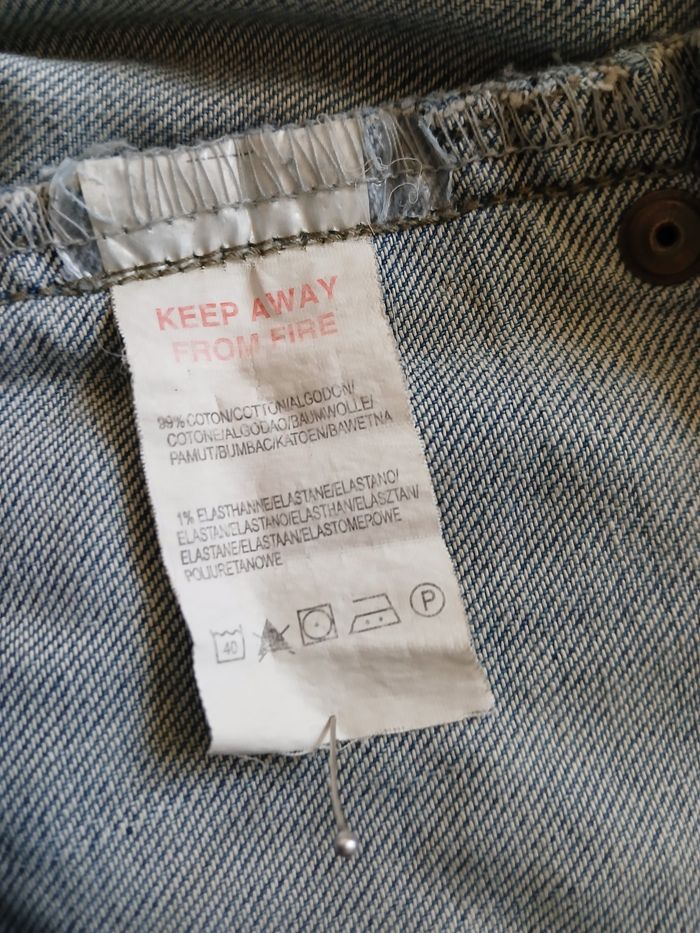 KEEP AWAY
FROM FIRE
99% COTON/COTTON/ALGODON/
COTONE/ALGODAO/BAUMWOLLE/
PAMUT/BUMBAC/KATOEN/BAWETNA
1% ELASTHANNE/ELASTANE/ELASTANO/
ELASTAN/ELASTANO/ELASTHAN/ELASZTAN/
ELASTANE/ELASTAAN/ELASTOMEROWE
POLIURETANOWE
40
P